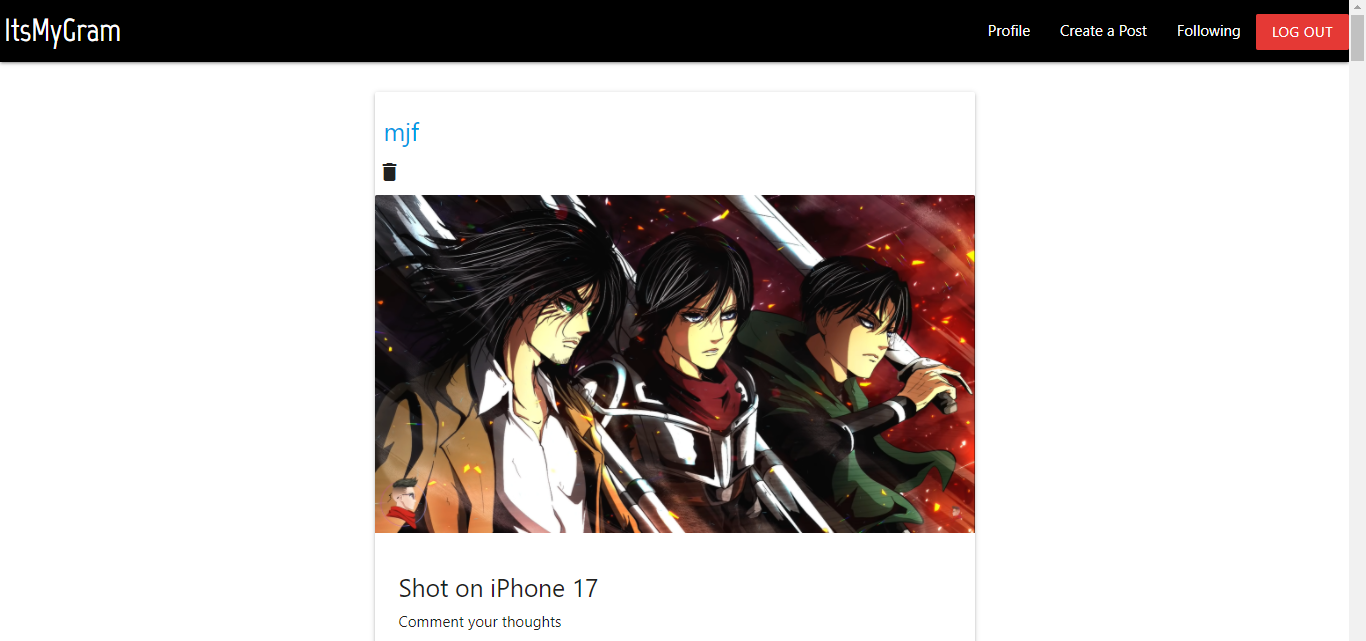 ItsMyGram
Profile Create a Post Following LOG OUT
mjf
Shot on iPhone 17
Comment your thoughts